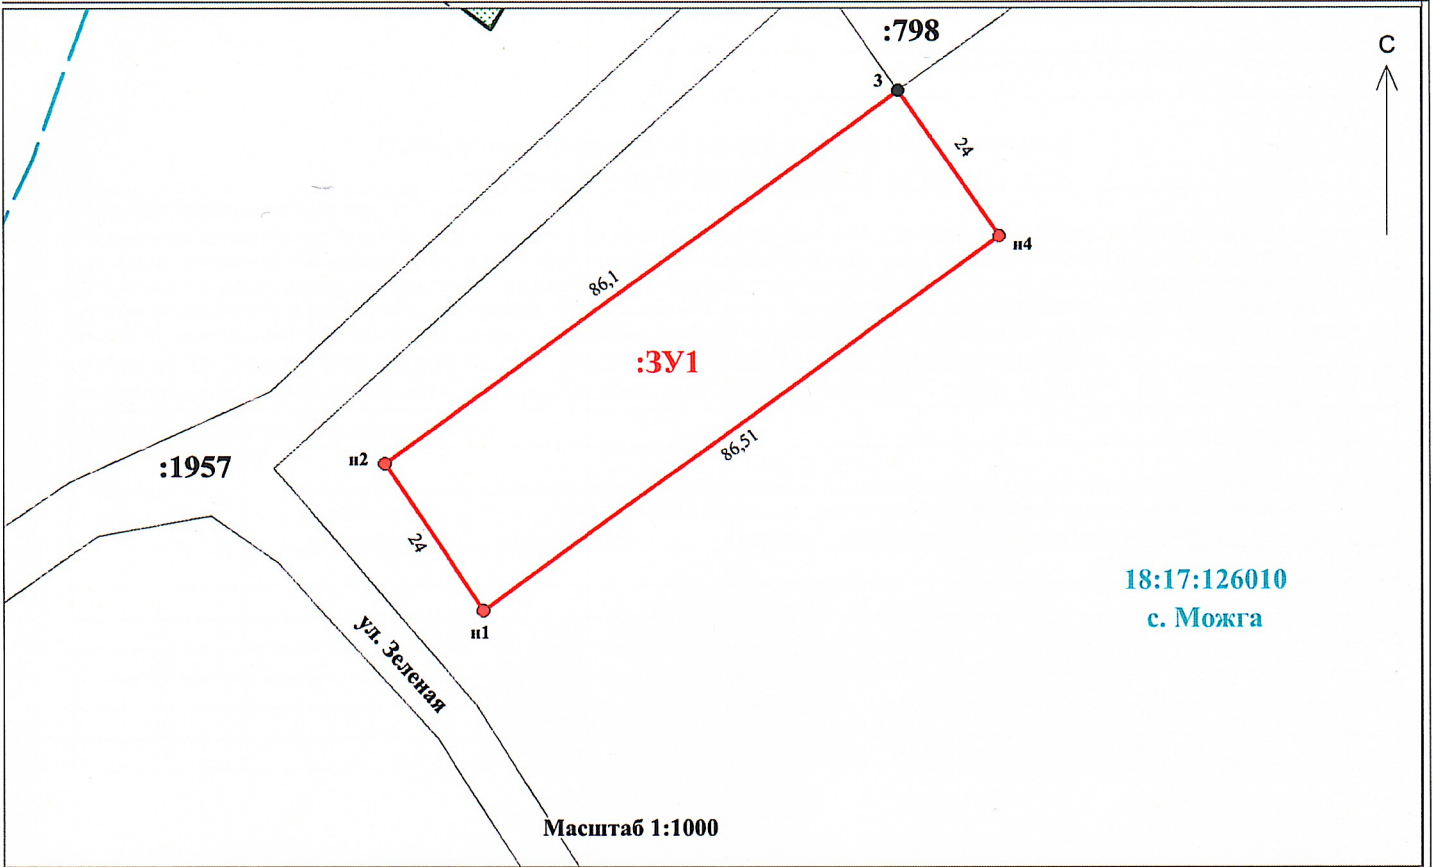 :798
С
3
24
н4
86,1
:ЗУ1
86,51
н2
:1957
24
18:17:126010
с. Можга
н1
ул. Зеленая
Масштаб 1:1000